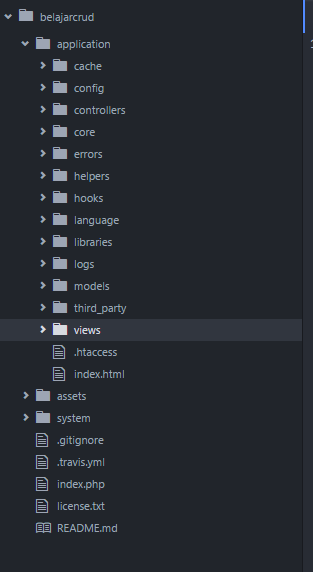 belajarcrud
application
cache
config
controllers
core
errors
helpers
hooks
language
libraries
logs
models
third_party
views
.htaccess
index.html
assets
system
.gitignore
.travis.yml
index.php
license.txt
README.md